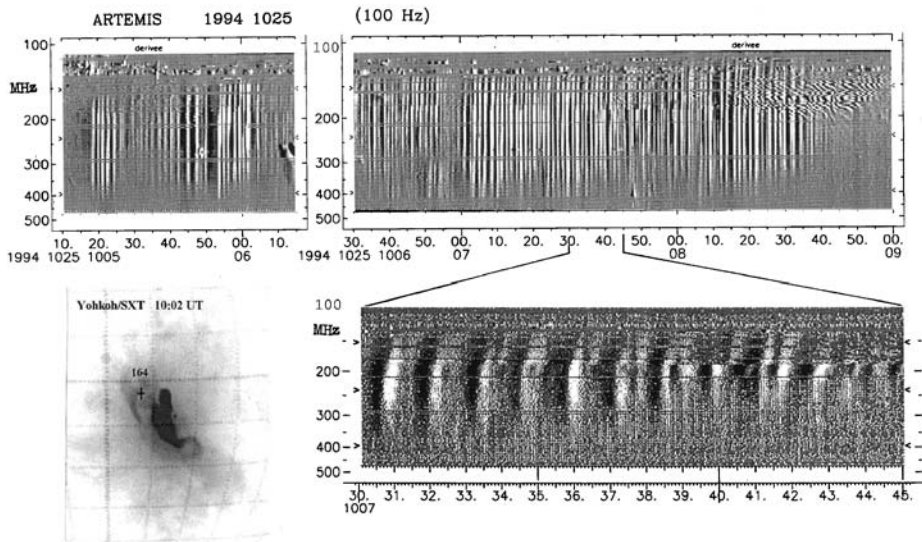 ARTEMIS 1994 1025 (100 Hz)
derivee
100
MHz
200
300
400
500
10. 20. 30. 40. 50. 00. 10.
1994 1025 1005 06
derivee
100
200
300
400
500
30. 40. 50. 00. 10. 20. 30. 40. 50. 00. 10. 20. 30. 40. 50. 00.
1994 1025 1006 07 08 09
Yohkoh/SXT 10:02 UT
164
100
MHz
200
300
400
500
30. 31. 32. 33. 34. 35. 36. 37. 38. 39. 40. 41. 42. 43. 44. 45.
1007